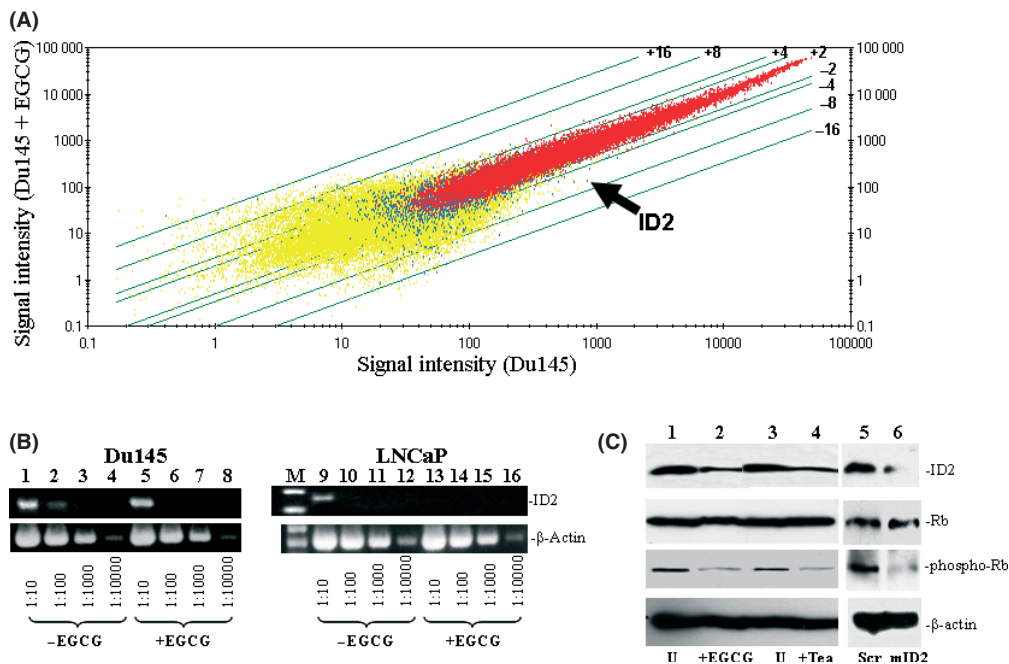 (A)
Signal intensity (Du145 + EGCG)
100 000
10 000
1000
100
10
1
0.1
+16
+8
+4
+2
–2
–4
–8
–16
ID2
100 000
10 000
1000
100
10
1
0.1
0.1 1 10 100 1000 10000 100000
Signal intensity (Du145)
(B)
Du145
1 2 3 4 5 6 7 8
1:10 1:100 1:1000 1:10000 1:10 1:100 1:1000 1:10000
–EGCG +EGCG
LNCaP
M 9 10 11 12 13 14 15 16
-ID2
-β-Actin
1:10 1:100 1:1000 1:10000 1:10 1:100 1:1000 1:10000
–EGCG +EGCG
(C)
1 2 3 4 5 6
-ID2
-Rb
-phospho-Rb
-β-actin
U +EGCG U +Tea Scr mID2